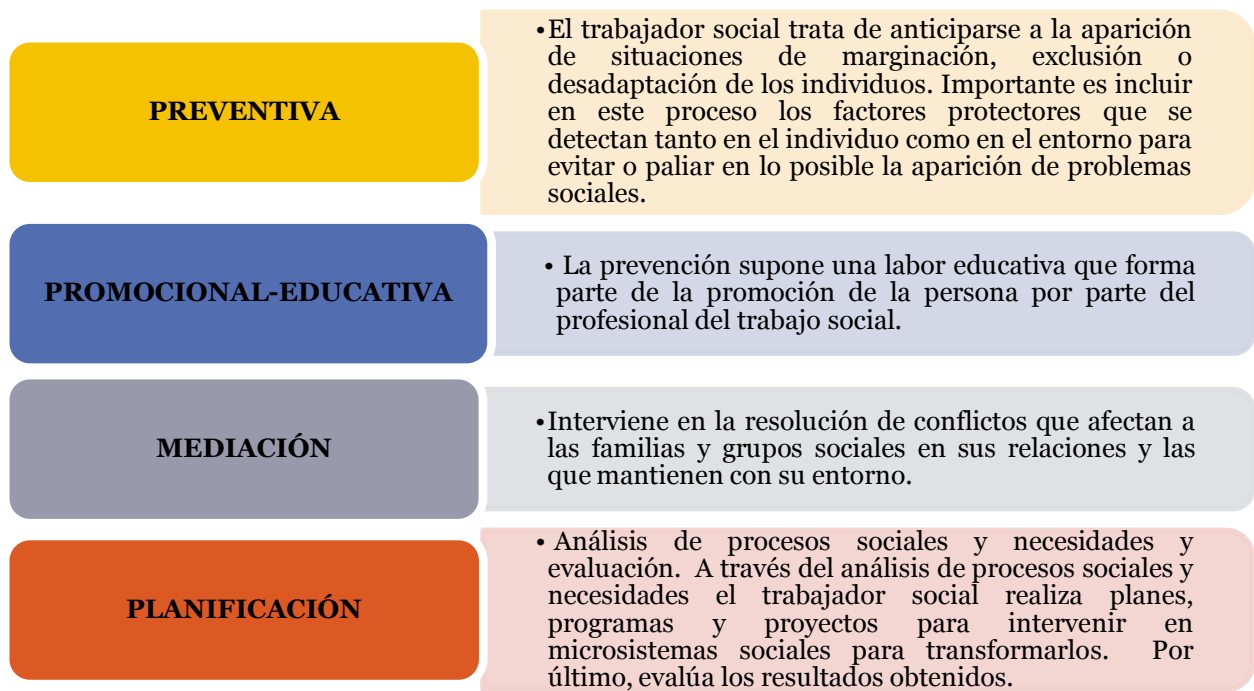 PREVENTIVA
•El trabajador social trata de anticiparse a la aparición
de situaciones de marginación, exclusión o
desadaptación de los individuos. Importante es incluir
en este proceso los factores protectores que se
detectan tanto en el individuo como en el entorno para
evitar o paliar en lo posible la aparición de problemas
sociales.
PROMOCIONAL-EDUCATIVA
• La prevención supone una labor educativa que forma
parte de la promoción de la persona por parte del
profesional del trabajo social.
MEDIACIÓN
•Interviene en la resolución de conflictos que afectan a
las familias y grupos sociales en sus relaciones y las
que mantienen con su entorno.
PLANIFICACIÓN
• Análisis de procesos sociales y necesidades y
evaluación. A través del análisis de procesos sociales y
necesidades el trabajador social realiza planes,
programas y proyectos para intervenir en
microsistemas sociales para transformarlos. Por
último, evalúa los resultados obtenidos.